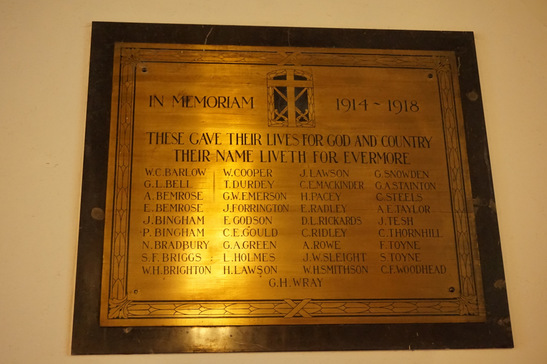 IN MEMORIAM 1914 ~ 1918
THESE GAVE THEIR LIVES FOR GOD AND COUNTRY
THEIR NAME LIVETH FOR EVERMORE
W.C.BARLOW W.COOPER J.LAWSON G.SNOWDEN
G.L.BELL T.DURDEY C.E.MACKINDER G.A.STAINTON
A.BEMROSE G.W.EMERSON H.PACEY C.STEELS
E.BEMROSE J.FORRINGTON E.RADLEY A.E.TAYLOR
J.BINGHAM E.GODSON D.L.RICKARDS J.TESH
P.BINGHAM C.E.GOULD C.RIDLEY C.THORNHILL
N.BRADBURY G.A.GREEN A.ROWE F.TOYNE
S.F.BRIGGS L.HOLMES J.W.SLEIGHT S.TOYNE
W.H.BRIGHTON H.LAWSON W.H.SMITHSON C.F.WOODHEAD
G.H.WRAY